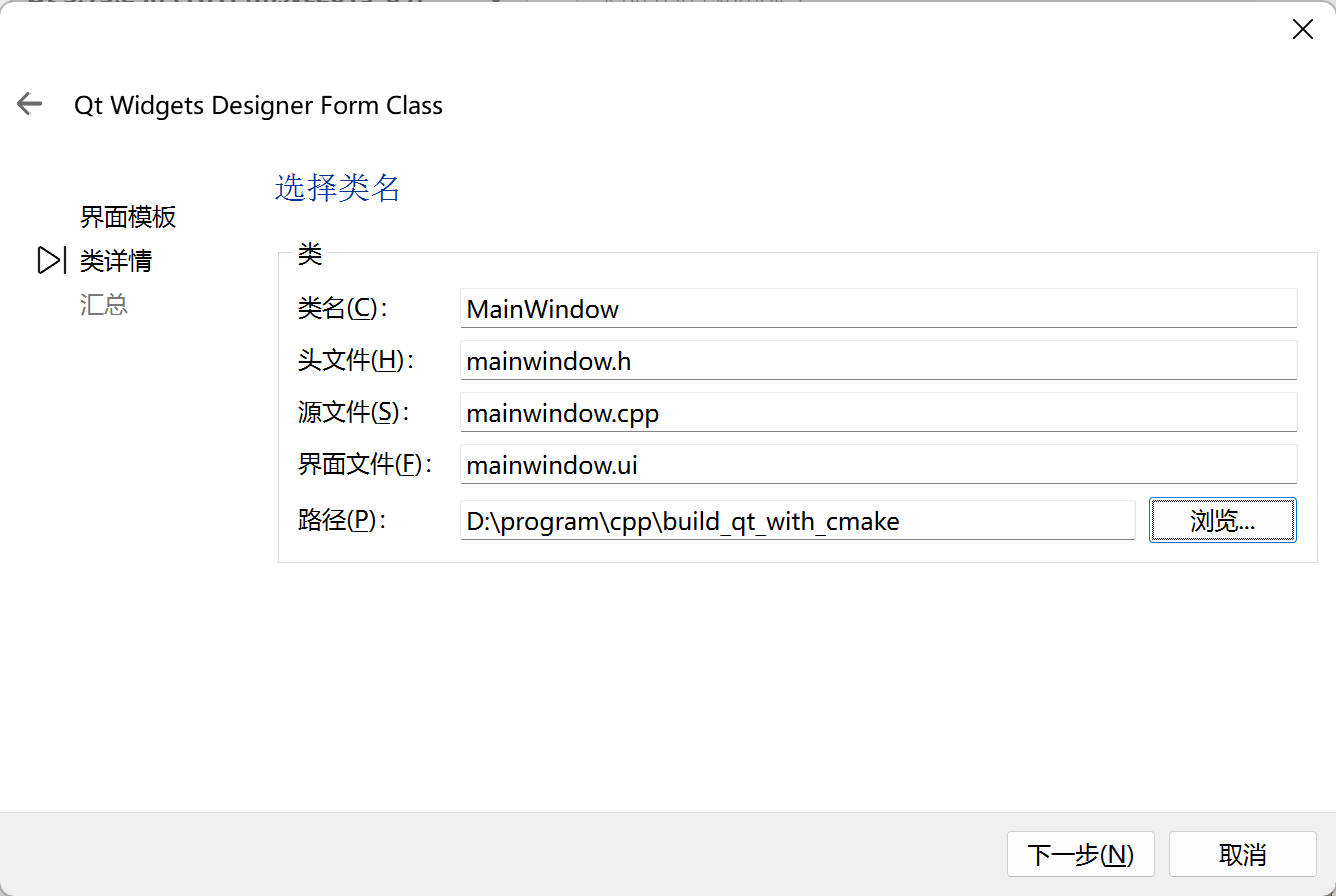 Qt Widgets Designer Form Class
选择类名
界面模板
类详情
汇总
类
类名(C): MainWindow
头文件(H): mainwindow.h
源文件(S): mainwindow.cpp
界面文件(F): mainwindow.ui
路径(P): D:\program\cpp\build_qt_with_cmake 浏览...
下一步(N) 取消